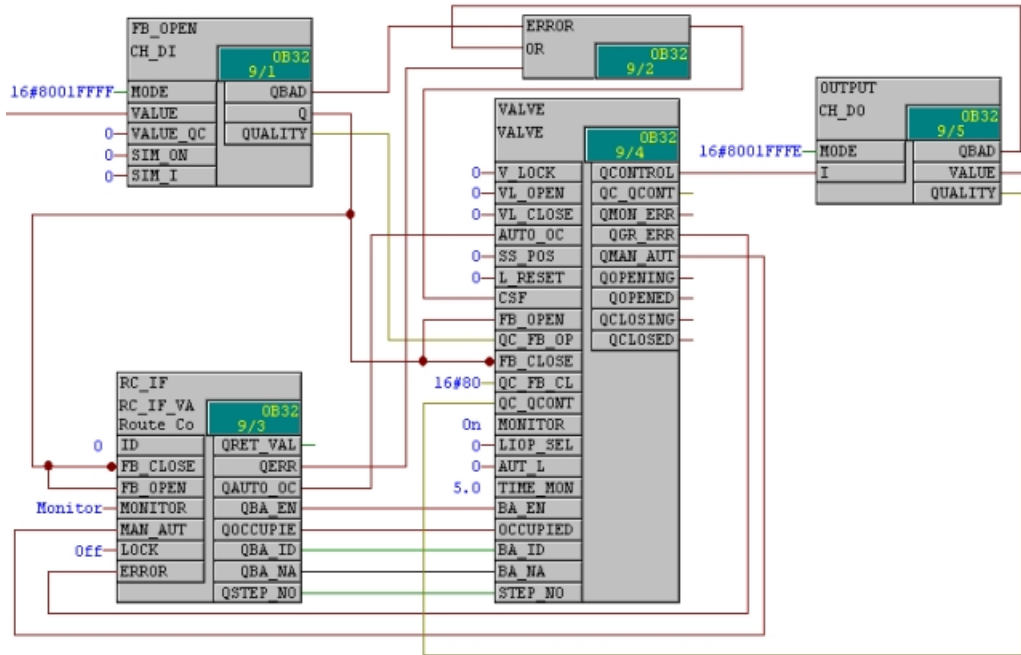 FB_OPEN
CH_DI
OB32
9/1
16#8001FFFF MODE QBAD
VALUE Q
0 VALUE_QC QUALITY
0 SIM_ON
0 SIM_I
ERROR
OR
OB32
9/2
VALVE
VALVE
OB32
9/4
0 V_LOCK QCONTROL
0 VL_OPEN QC_QCONT
0 VL_CLOSE QMON_ERR
AUTO_OC QGR_ERR
0 SS_POS QMAN_AUT
0 L_RESET QOPENING
CSF QOPENED
FB_OPEN QCLOSING
QC_FB_OP QCLOSED
FB_CLOSE
16#80 QC_FB_CL
QC_QCONT
On MONITOR
0 LIOP_SEL
0 AUT_L
5.0 TIME_MON
BA_EN
OCCUPIED
BA_ID
BA_NA
STEP_NO
OUTPUT
CH_DO
OB32
9/5
16#8001FFFE MODE QBAD
I VALUE
QUALITY
RC_IF
RC_IF_VA
Route Co
OB32
9/3
0 ID QRET_VAL
FB_CLOSE QERR
FB_OPEN QAUTO_OC
Monitor MONITOR QBA_EN
MAN_AUT QOCCUPIE
Off LOCK QBA_ID
ERROR QBA_NA
QSTEP_NO